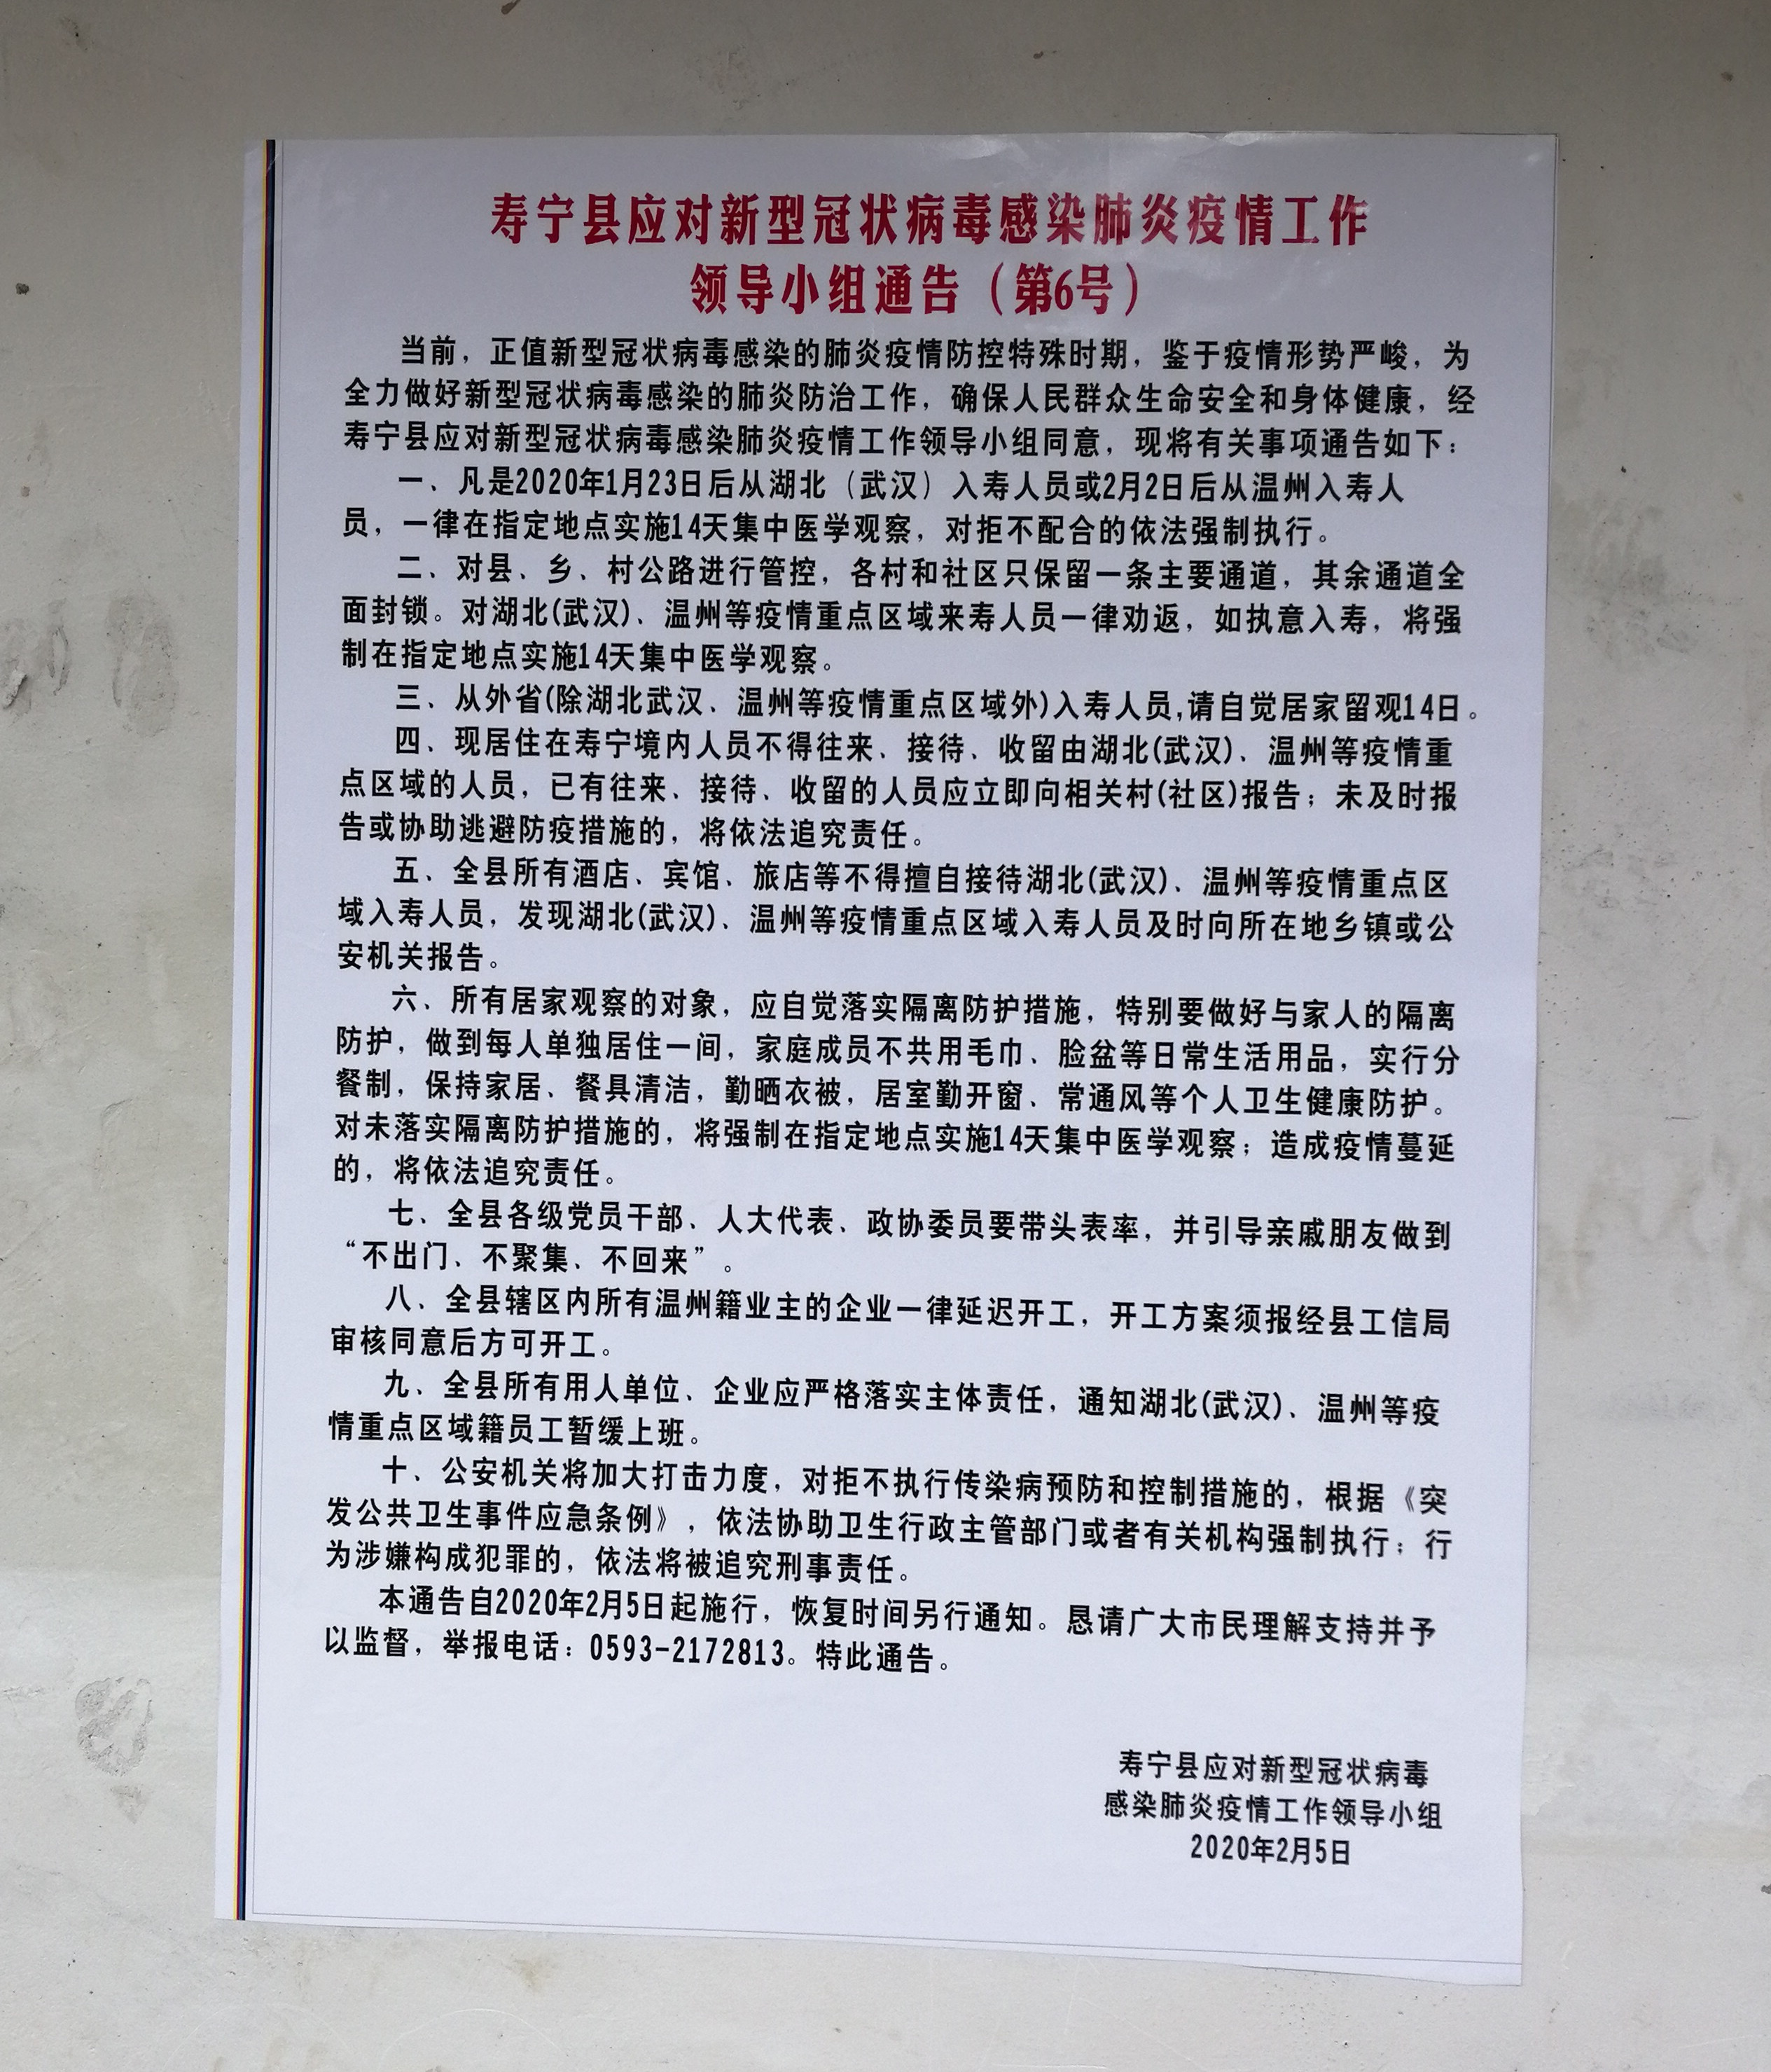 寿宁县应对新型冠状病毒感染肺炎疫情工作
领导小组通告（第6号）
当前，正值新型冠状病毒感染的肺炎疫情防控特殊时期，鉴于疫情形势严峻，为
全力做好新型冠状病毒感染的肺炎防治工作，确保人民群众生命安全和身体健康，经
寿宁县应对新型冠状病毒感染肺炎疫情工作领导小组同意，现将有关事项通告如下：
一、凡是2020年1月23日后从湖北（武汉）入寿人员或2月2日后从温州入寿人
员，一律在指定地点实施14天集中医学观察，对拒不配合的依法强制执行。
二、对县、乡、村公路进行管控，各村和社区只保留一条主要通道，其余通道全
面封锁。对湖北(武汉)、温州等疫情重点区域来寿人员一律劝返，如执意入寿，将强
制在指定地点实施14天集中医学观察。
三、从外省(除湖北武汉、温州等疫情重点区域外)入寿人员,请自觉居家留观14日。
四、现居住在寿宁境内人员不得往来、接待、收留由湖北(武汉)、温州等疫情重
点区域的人员，已有往来、接待、收留的人员应立即向相关村(社区)报告；未及时报
告或协助逃避防疫措施的，将依法追究责任。
五、全县所有酒店、宾馆、旅店等不得擅自接待湖北(武汉)、温州等疫情重点区
域入寿人员，发现湖北(武汉)、温州等疫情重点区域入寿人员及时向所在地乡镇或公
安机关报告。
六、所有居家观察的对象，应自觉落实隔离防护措施，特别要做好与家人的隔离
防护，做到每人单独居住一间，家庭成员不共用毛巾、脸盆等日常生活用品，实行分
餐制，保持家居、餐具清洁，勤晒衣被，居室勤开窗、常通风等个人卫生健康防护。
对未落实隔离防护措施的，将强制在指定地点实施14天集中医学观察；造成疫情蔓延
的，将依法追究责任。
七、全县各级党员干部、人大代表、政协委员要带头表率，并引导亲戚朋友做到
“不出门、不聚集、不回来”。
八、全县辖区内所有温州籍业主的企业一律延迟开工，开工方案须报经县工信局
审核同意后方可开工。
九、全县所有用人单位、企业应严格落实主体责任，通知湖北(武汉)、温州等疫
情重点区域籍员工暂缓上班。
十、公安机关将加大打击力度，对拒不执行传染病预防和控制措施的，根据《突
发公共卫生事件应急条例》，依法协助卫生行政主管部门或者有关机构强制执行；行
为涉嫌构成犯罪的，依法将被追究刑事责任。
本通告自2020年2月5日起施行，恢复时间另行通知。恳请广大市民理解支持并予
以监督，举报电话：0593-2172813。特此通告。
寿宁县应对新型冠状病毒
感染肺炎疫情工作领导小组
2020年2月5日